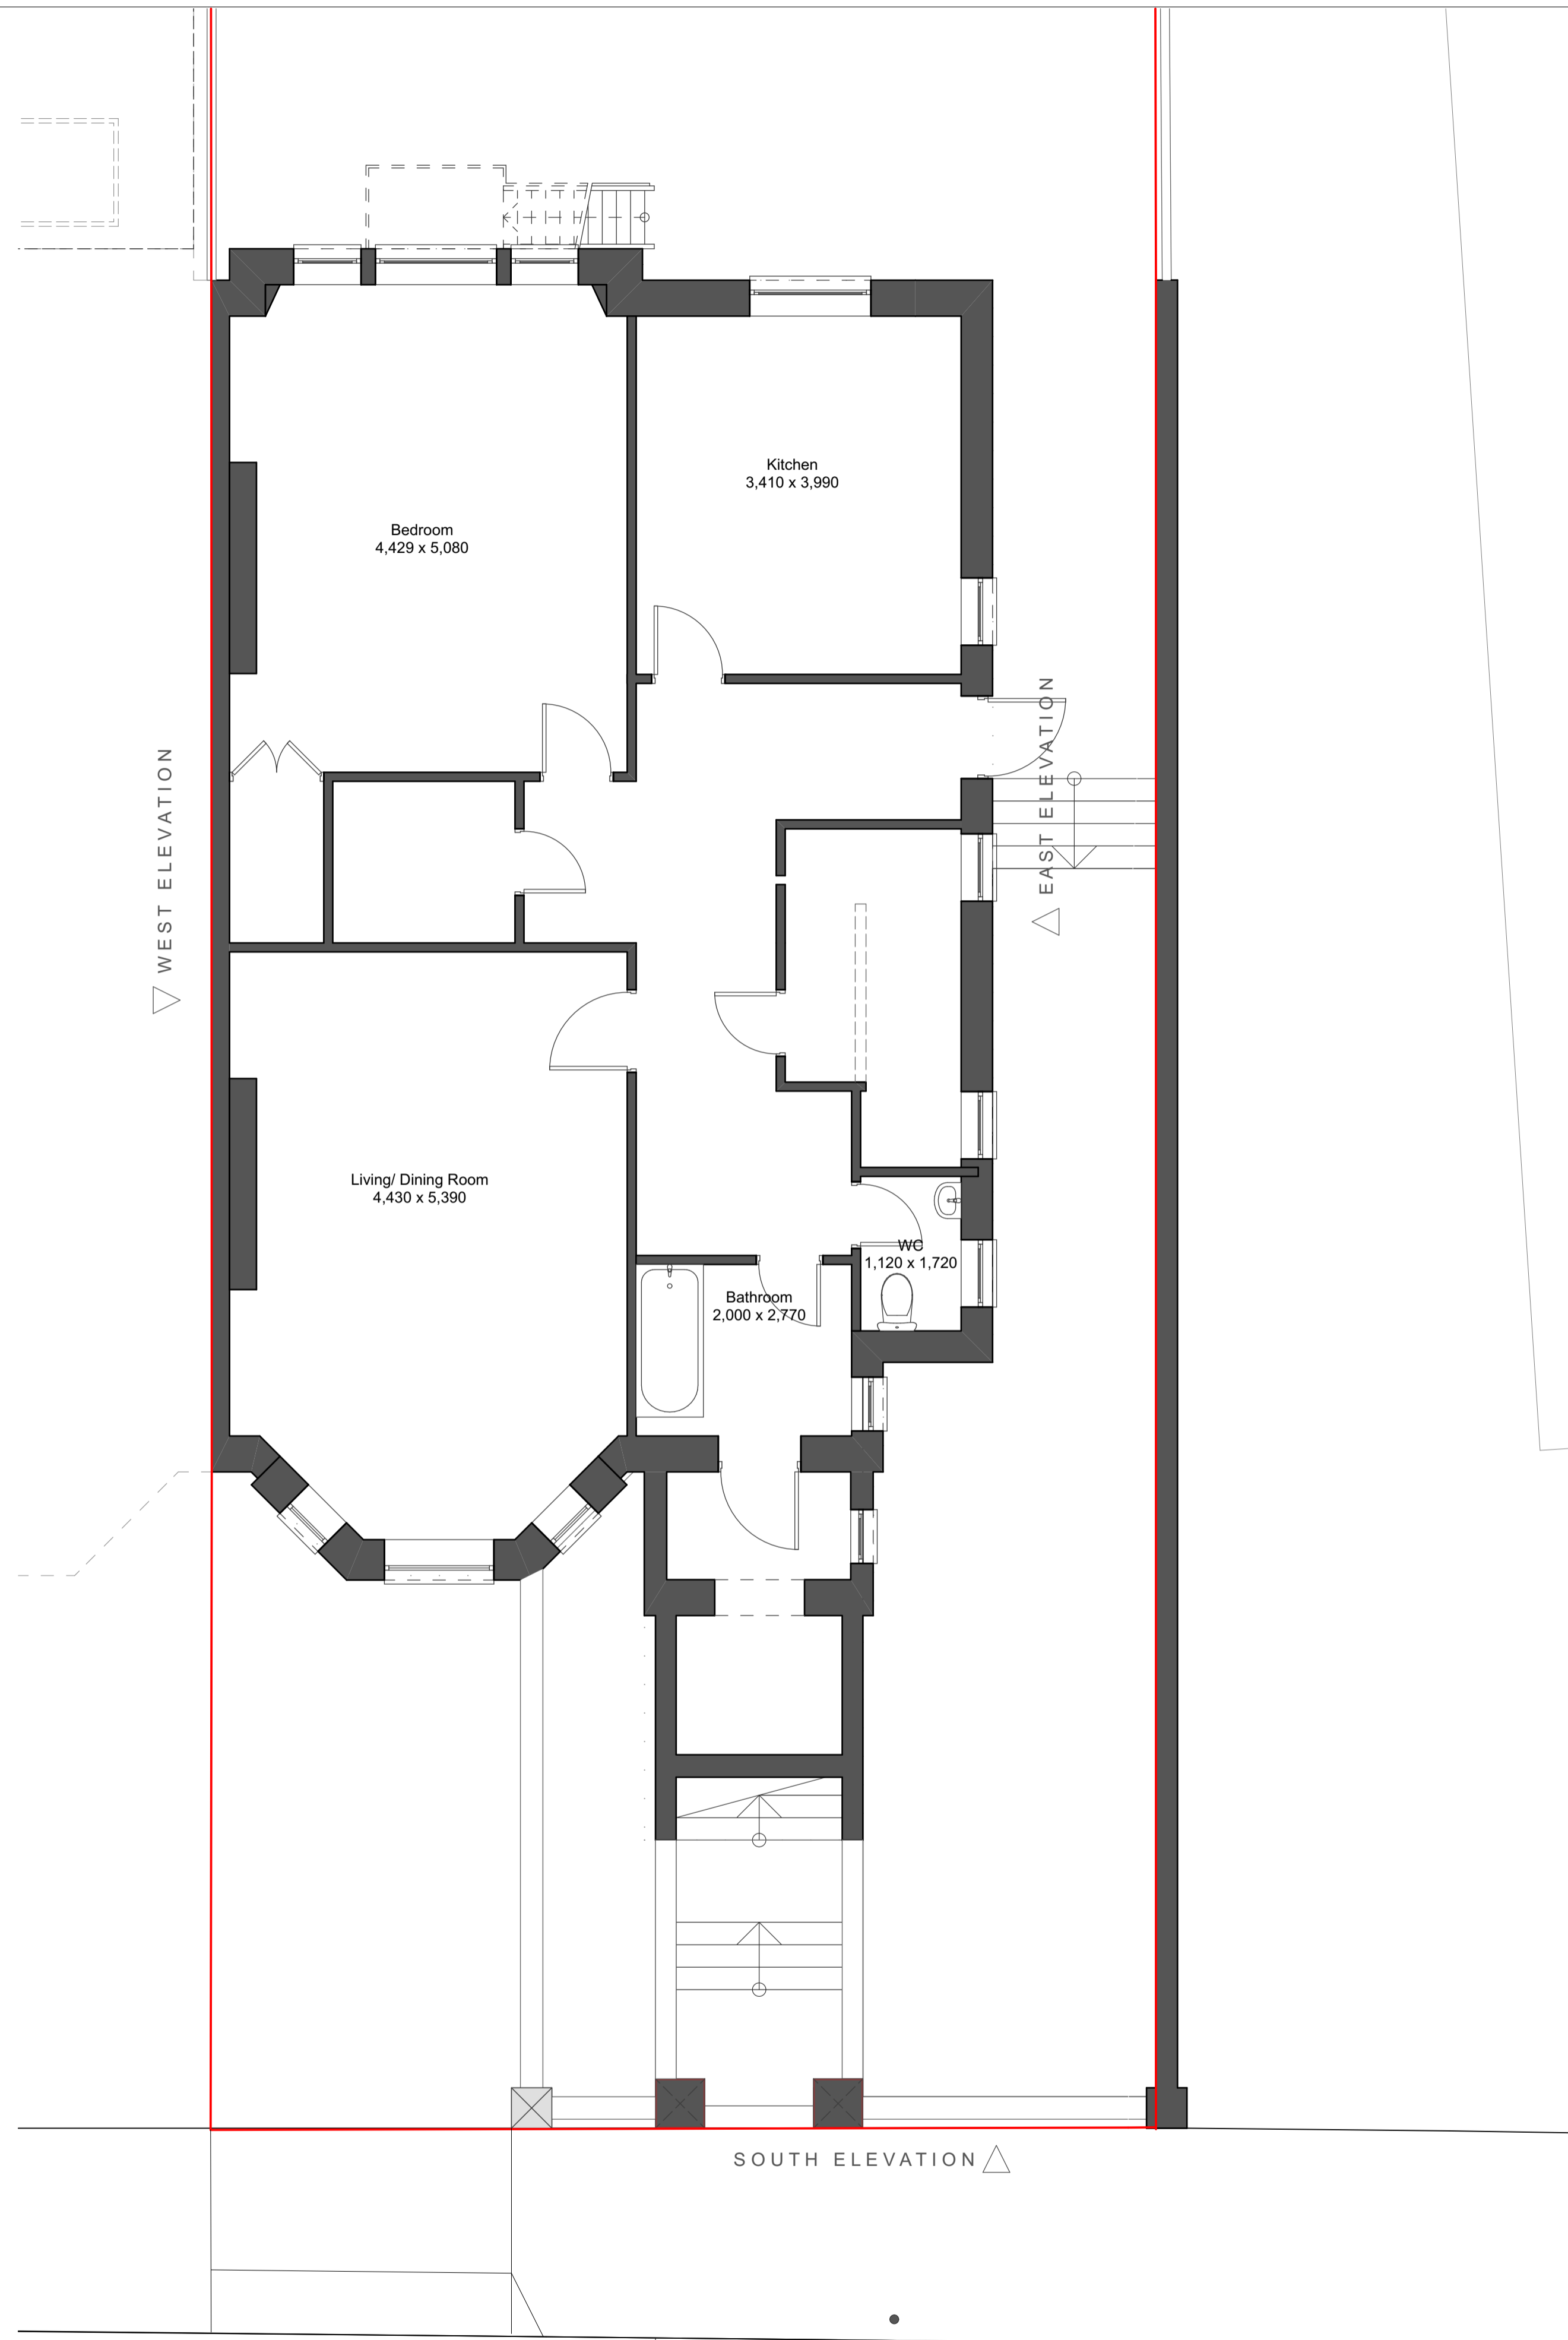 Kitchen
3,410 x 3,990
Bedroom
4,429 x 5,080
EAST ELEVATION
WEST ELEVATION
Living/ Dining Room
4,430 x 5,390
WC
1,120 x 1,720
Bathroom
2,000 x 2,770
SOUTH ELEVATION